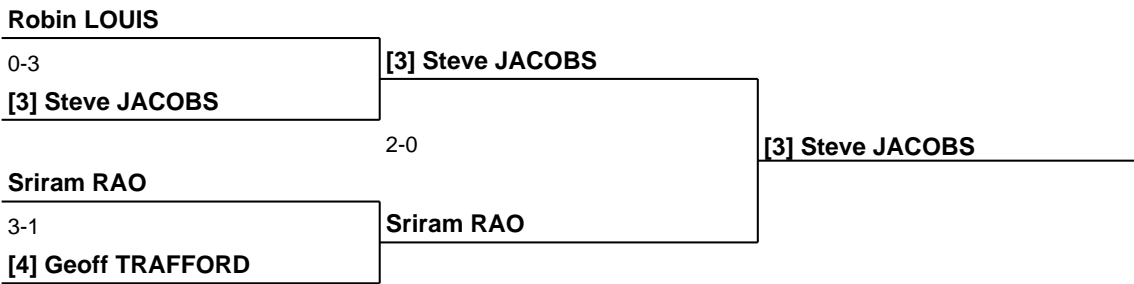 Robin LOUIS
0-3
[3] Steve JACOBS
[3] Steve JACOBS
2-0
[3] Steve JACOBS
Sriram RAO
3-1
Sriram RAO
[4] Geoff TRAFFORD